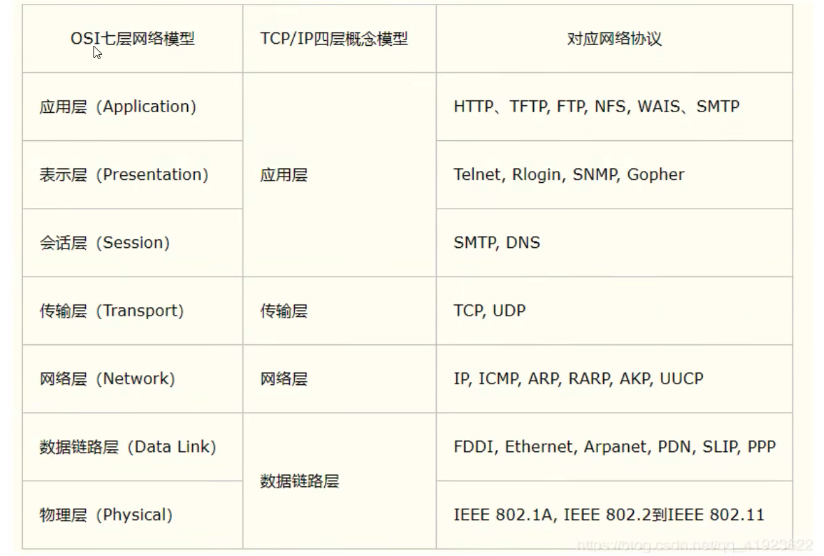 OSI七层网络模型 TCP/IP四层概念模型 对应网络协议
应用层（Application） HTTP、TFTP, FTP, NFS, WAIS、SMTP
表示层（Presentation） 应用层 Telnet, Rlogin, SNMP, Gopher
会话层（Session） SMTP, DNS
传输层（Transport） 传输层 TCP, UDP
网络层（Network） 网络层 IP, ICMP, ARP, RARP, AKP, UUCP
数据链路层（Data Link） FDDI, Ethernet, Arpanet, PDN, SLIP, PPP
数据链路层
物理层（Physical） IEEE 802.1A, IEEE 802.2到IEEE 802.11
https://blog.csdn.net/qq_41923622